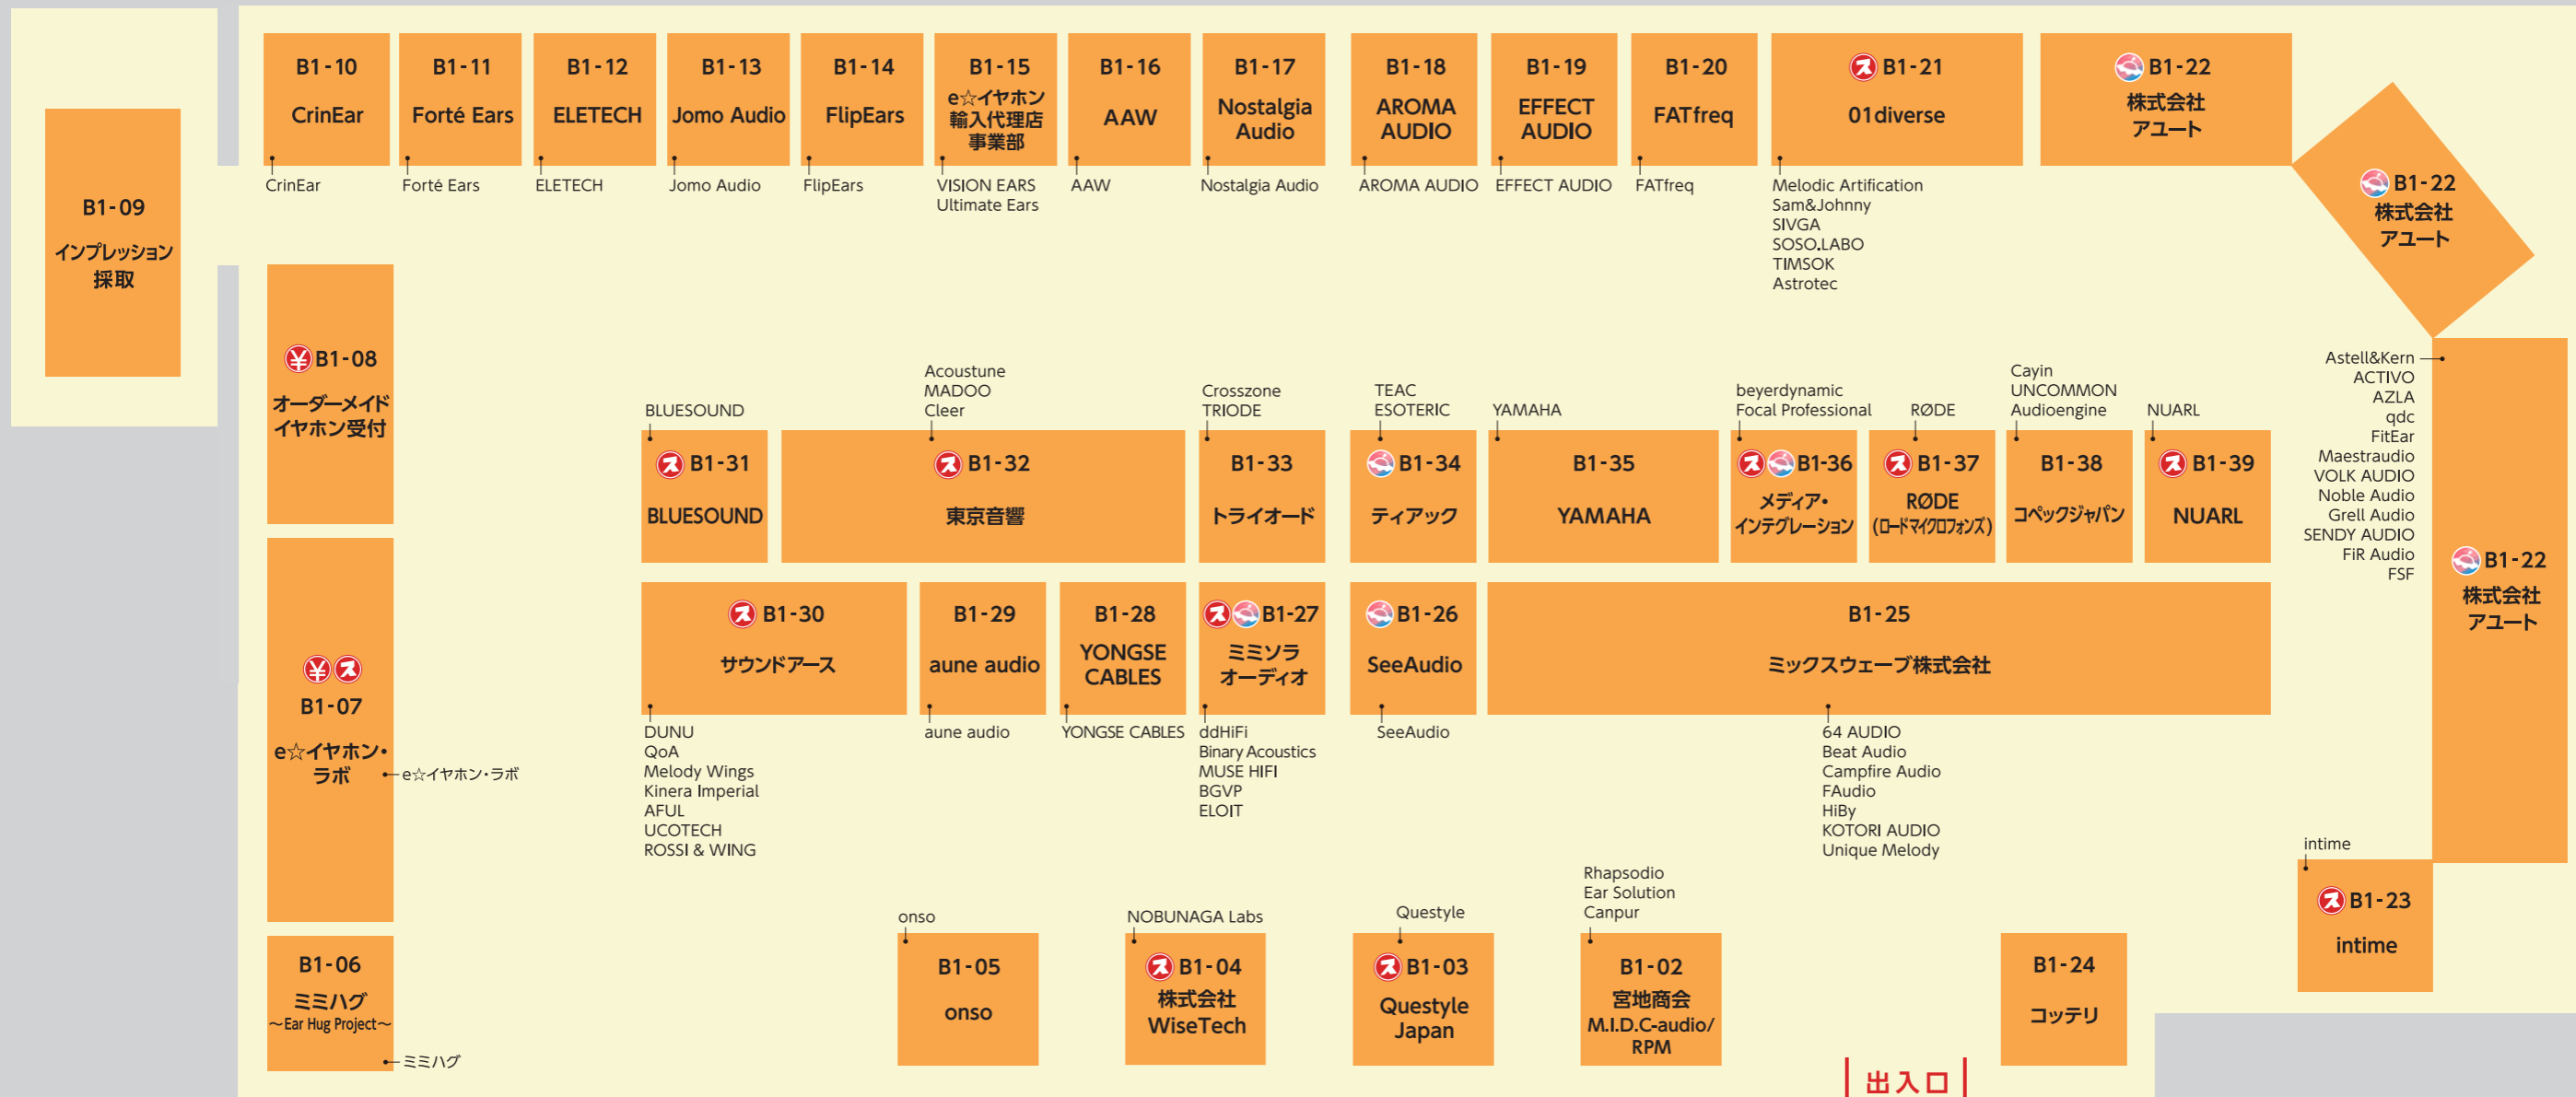 B1-10
CrinEar
CrinEar
B1-11
Forté Ears
Forté Ears
B1-12
ELETECH
ELETECH
B1-13
Jomo Audio
Jomo Audio
B1-14
FlipEars
FlipEars
B1-15
e☆イヤホン
輸入代理店
事業部
VISION EARS
Ultimate Ears
B1-16
AAW
AAW
B1-17
Nostalgia
Audio
Nostalgia Audio
B1-18
AROMA
AUDIO
AROMA AUDIO
B1-19
EFFECT
AUDIO
EFFECT AUDIO
B1-20
FATfreq
FATfreq
ス B1-21
01diverse
Melodic Artification
Sam&Johnny
SIVGA
SOSO.LABO
TIMSOK
Astrotec
B1-22
株式会社
アユート
B1-22
株式会社
アユート
B1-09
インプレッション
採取
¥ B1-08
オーダーメイド
イヤホン受付
BLUESOUND
ス B1-31
BLUESOUND
Acoustune
MADOO
Cleer
ス B1-32
東京音響
Crosszone
TRIODE
B1-33
トライオード
TEAC
ESOTERIC
B1-34
ティアック
YAMAHA
B1-35
YAMAHA
beyerdynamic
Focal Professional
ス B1-36
メディア・
インテグレーション
RØDE
ス B1-37
RØDE
(ロードマイクロフォンズ)
Cayin
UNCOMMON
Audioengine
B1-38
コペックジャパン
NUARL
ス B1-39
NUARL
Astell&Kern
ACTIVO
AZLA
qdc
FitEar
Maestraudio
VOLK AUDIO
Noble Audio
Grell Audio
SENDY AUDIO
FiR Audio
FSF
B1-22
株式会社
アユート
¥ ス
B1-07
e☆イヤホン・
ラボ
e☆イヤホン・ラボ
ス B1-30
サウンドアース
DUNU
QoA
Melody Wings
Kinera Imperial
AFUL
UCOTECH
ROSSI & WING
B1-29
aune audio
aune audio
B1-28
YONGSE
CABLES
YONGSE CABLES
ス B1-27
ミミソラ
オーディオ
ddHiFi
Binary Acoustics
MUSE HIFI
BGVP
ELOIT
B1-26
SeeAudio
SeeAudio
B1-25
ミックスウェーブ株式会社
64 AUDIO
Beat Audio
Campfire Audio
FAudio
HiBy
KOTORI AUDIO
Unique Melody
intime
ス B1-23
intime
B1-06
ミミハグ
～Ear Hug Project～
ミミハグ
onso
B1-05
onso
NOBUNAGA Labs
ス B1-04
株式会社
WiseTech
Questyle
ス B1-03
Questyle
Japan
Rhapsodio
Ear Solution
Canpur
B1-02
宮地商会
M.I.D.C-audio/
RPM
B1-24
コッテリ
出入口